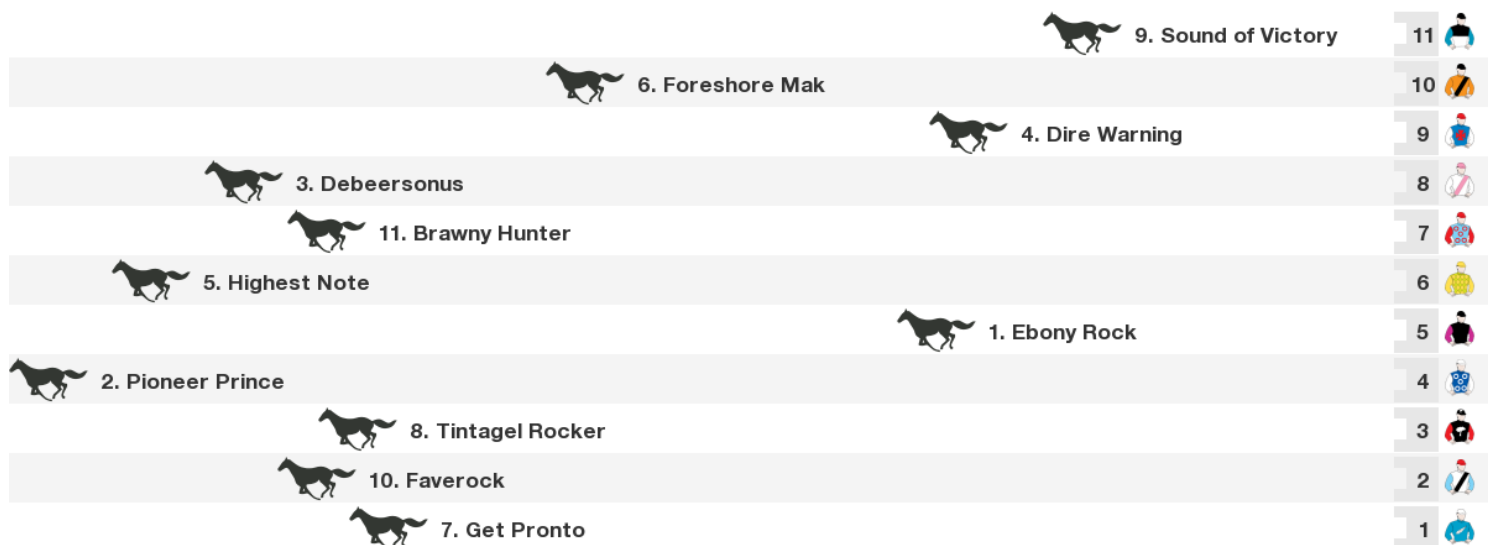 9. Sound of Victory 11
6. Foreshore Mak 10
4. Dire Warning 9
3. Debeersonus 8
11. Brawny Hunter 7
5. Highest Note 6
1. Ebony Rock 5
2. Pioneer Prince 4
8. Tintagel Rocker 3
10. Faverock 2
7. Get Pronto 1